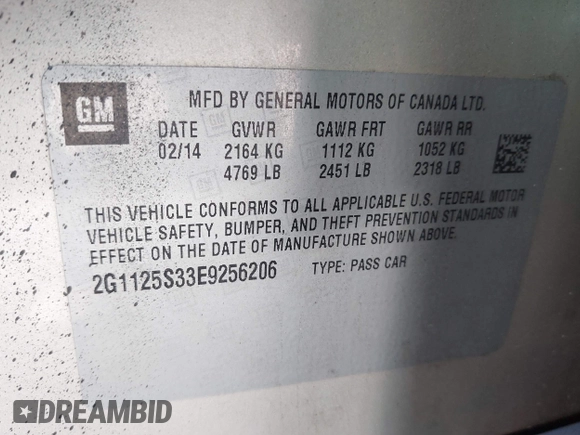 GM
MFD BY GENERAL MOTORS OF CANADA LTD.
DATE GVWR GAWR FRT GAWR RR
02/14 2164 KG 1112 KG 1052 KG
4769 LB 2451 LB 2318 LB
THIS VEHICLE CONFORMS TO ALL APPLICABLE U.S. FEDERAL MOTOR
VEHICLE SAFETY, BUMPER, AND THEFT PREVENTION STANDARDS IN
EFFECT ON THE DATE OF MANUFACTURE SHOWN ABOVE.
2G1125S33E9256206 TYPE: PASS CAR
DREAMBID